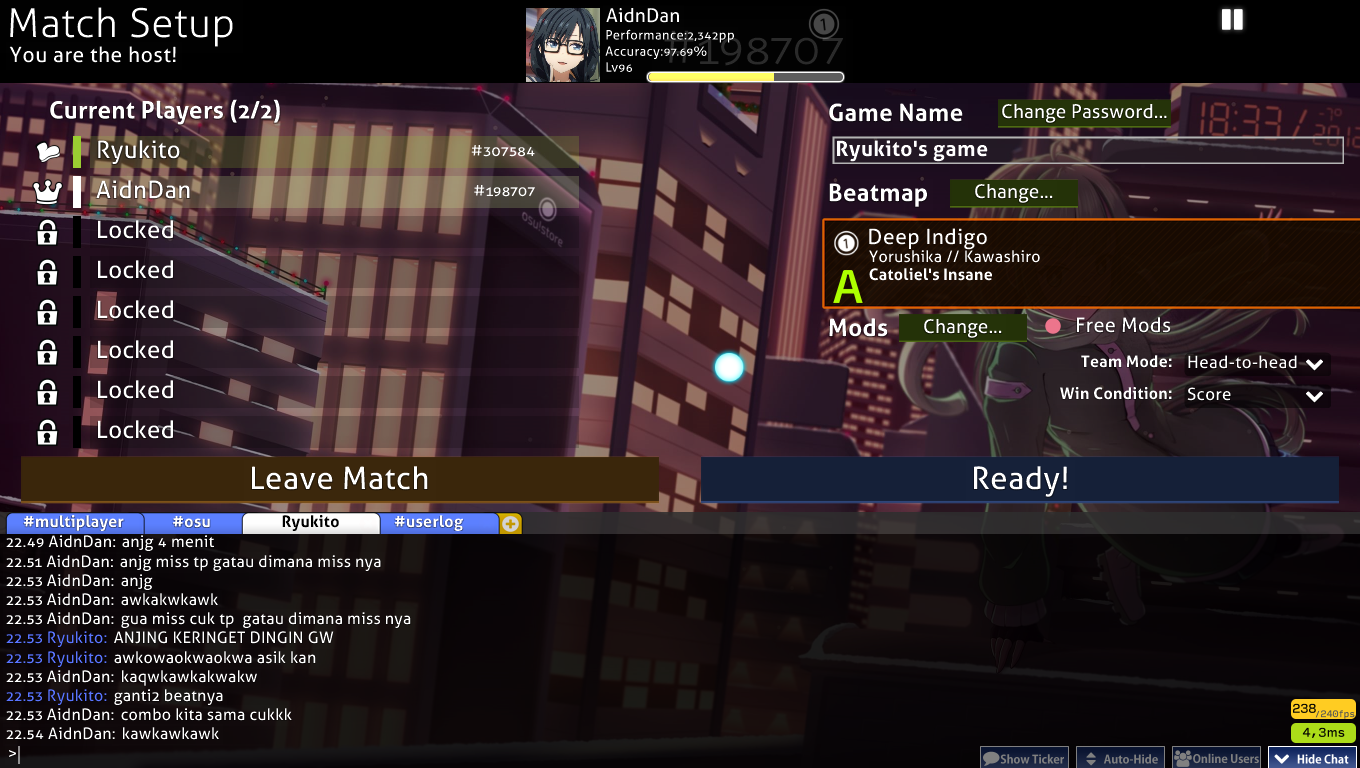 Match Setup
You are the host!
AidnDan
Performance:2,342pp
Accuracy:97.69%
Lv96
#198707
1
Current Players (2/2)
Ryukito #307584
AidnDan #198707
Locked
Locked
Locked
Locked
Locked
Locked
osu!store
Game Name
Change Password...
18:33/
Ryukito's game
Beatmap
Change...
1
Deep Indigo
Yorushika // Kawashiro
Catoliel's Insane
A
Mods
Change...
Free Mods
Team Mode: Head-to-head
Win Condition: Score
Leave Match
Ready!
#multiplayer #osu Ryukito #userlog
22.49 AidnDan: anjg 4 menit
22.51 AidnDan: anjg miss tp gatau dimana miss nya
22.53 AidnDan: anjg
22.53 AidnDan: awkakwkawk
22.53 AidnDan: gua miss cuk tp  gatau dimana miss nya
22.53 Ryukito: ANJING KERINGET DINGIN GW
22.53 Ryukito: awkowaokwaokwa asik kan
22.53 AidnDan: kaqwkawkakwakw
22.53 Ryukito: ganti2 beatnya
22.53 AidnDan: combo kita sama cukkk
22.54 AidnDan: kawkawkawk
>|
238/240fps
4,3ms
Show Ticker Auto-Hide Online Users Hide Chat